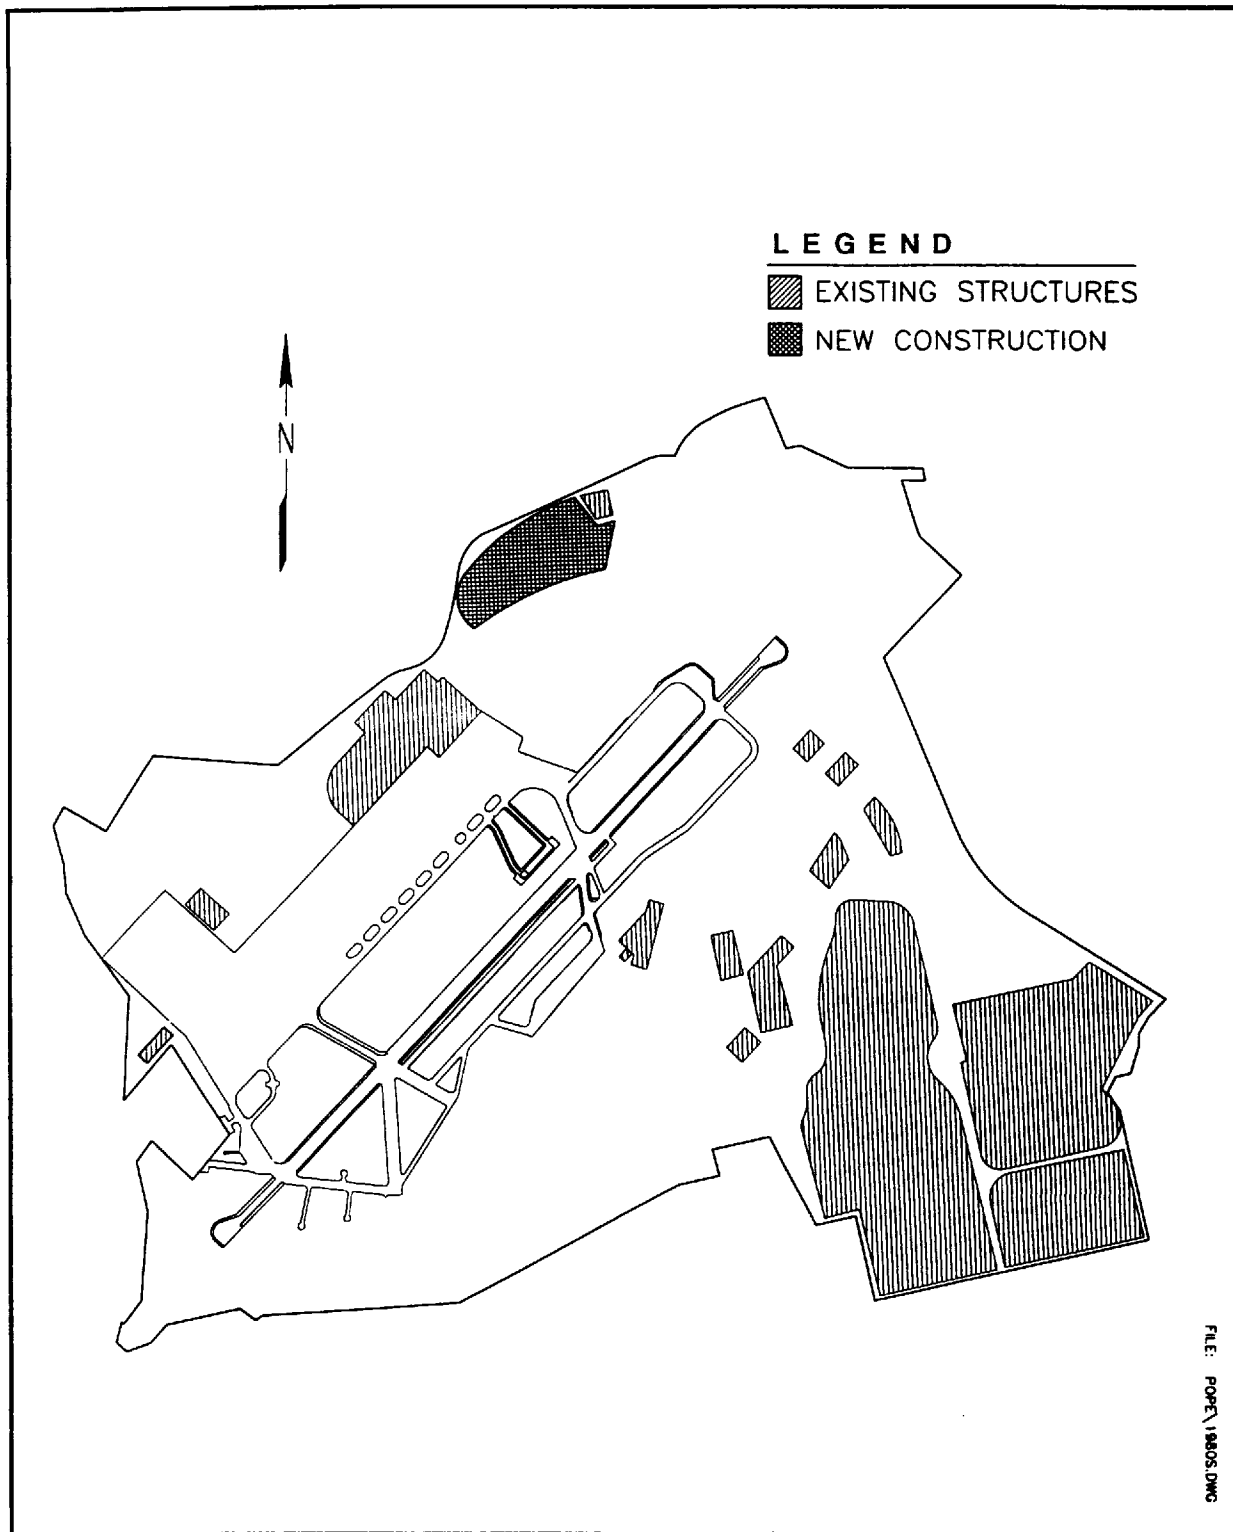 LEGEND
EXISTING STRUCTURES
NEW CONSTRUCTION
N
FILE: POPE\1980S.DWG